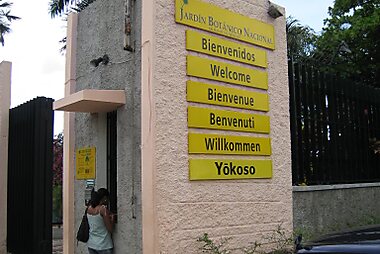 Jardín Botánico Nacional
Bienvenidos
Welcome
Bienvenue
Benvenuti
Willkommen
Yōkoso